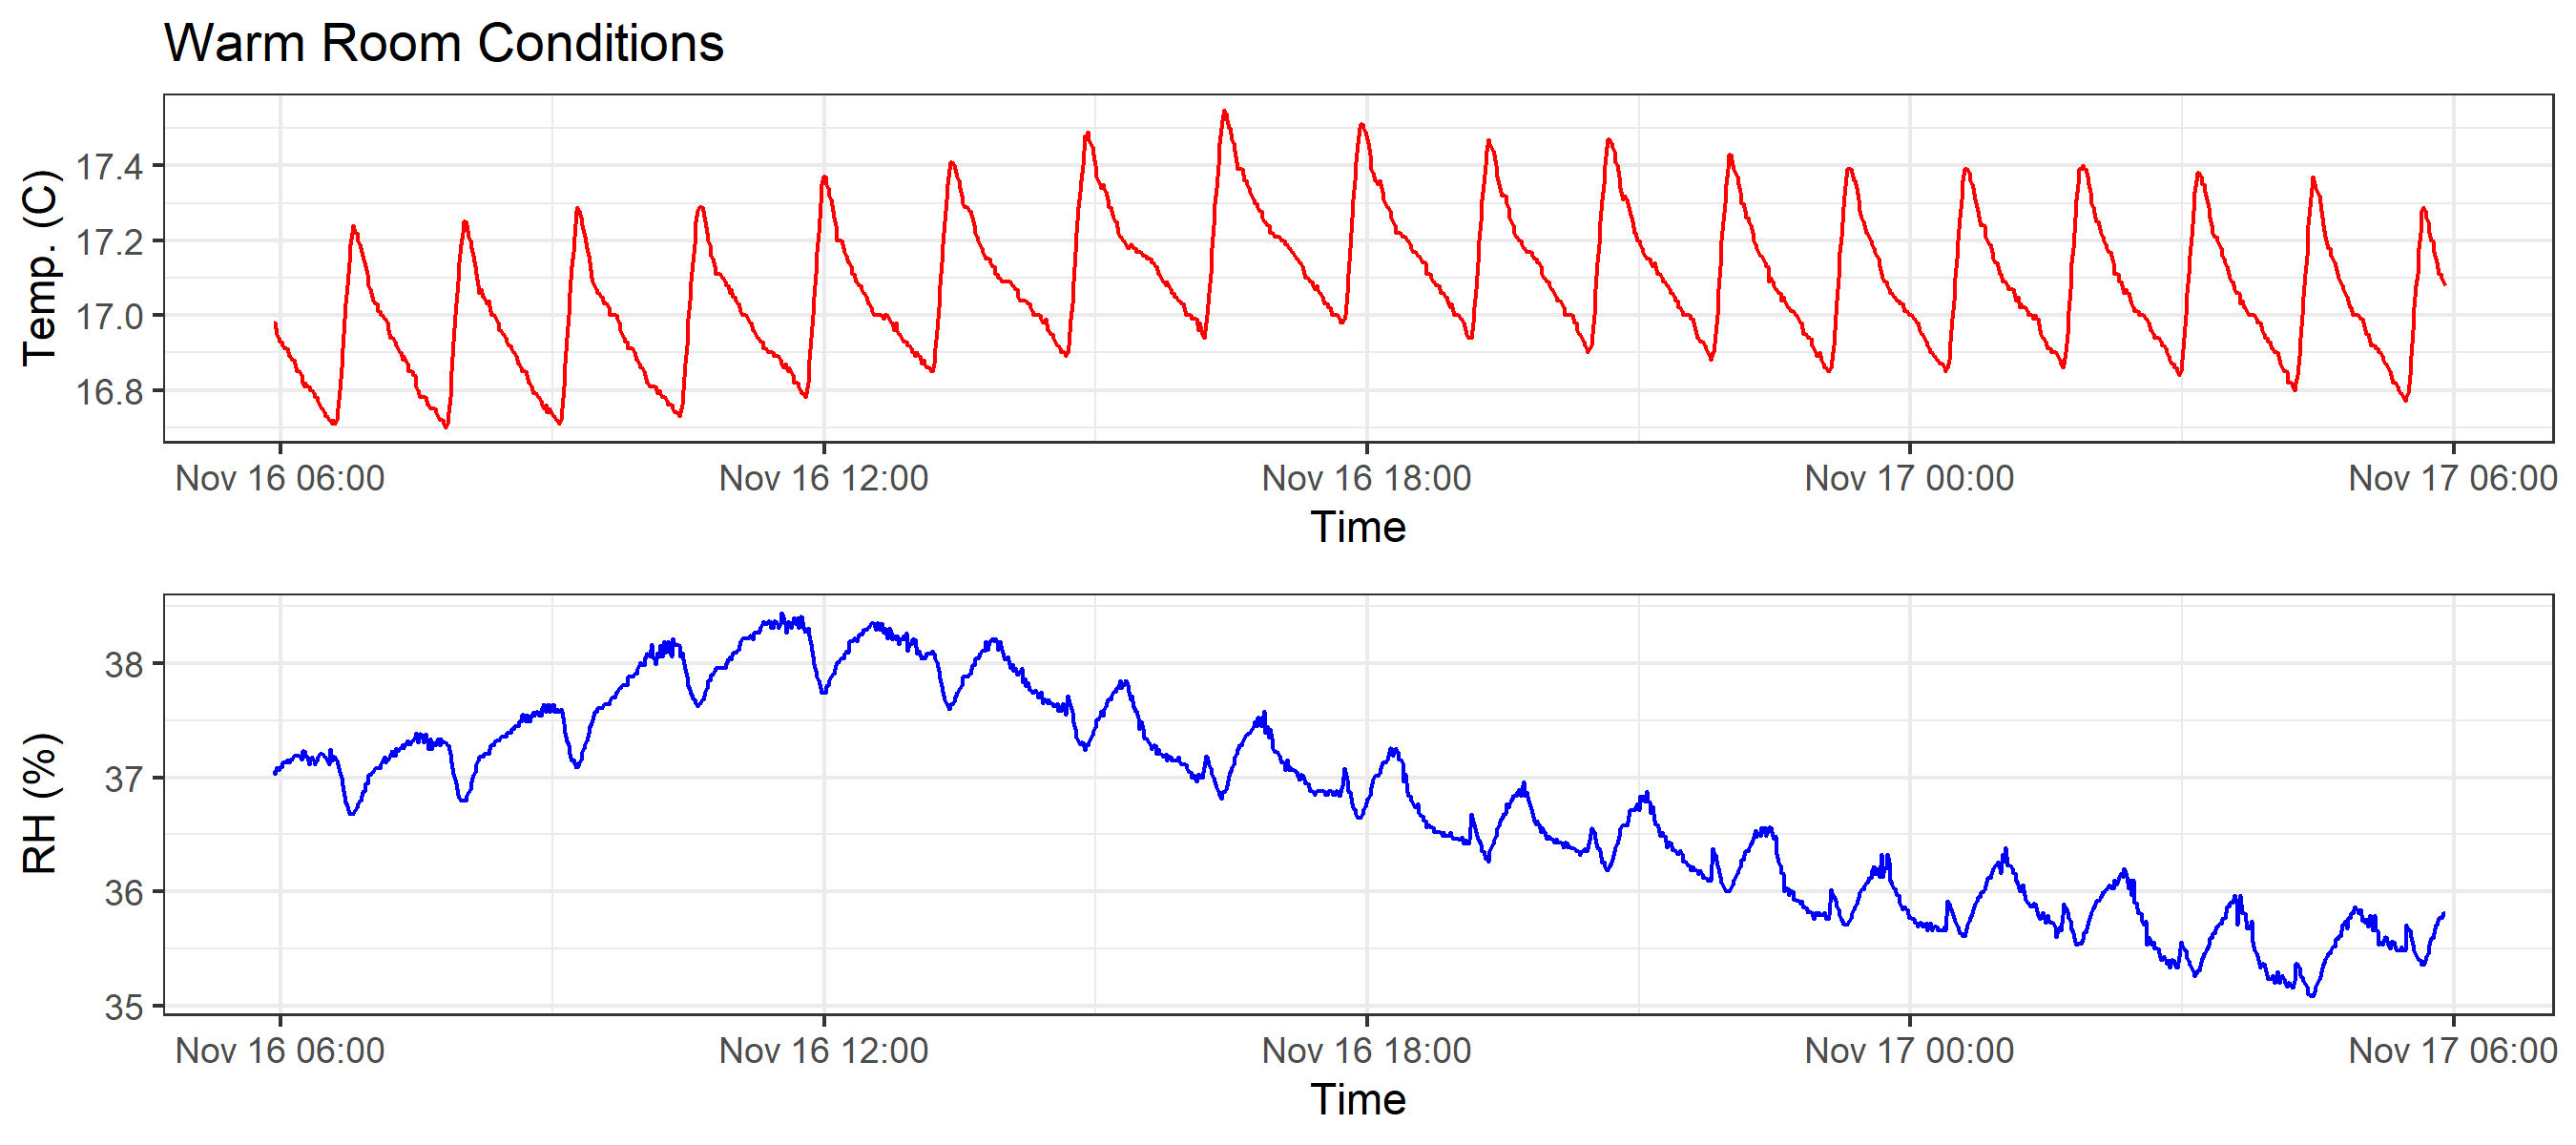 Warm Room Conditions
Temp. (C)
17.4
17.2
17.0
16.8
Nov 16 06:00 Nov 16 12:00 Nov 16 18:00 Nov 17 00:00 Nov 17 06:00
Time
RH (%)
38
37
36
35
Nov 16 06:00 Nov 16 12:00 Nov 16 18:00 Nov 17 00:00 Nov 17 06:00
Time